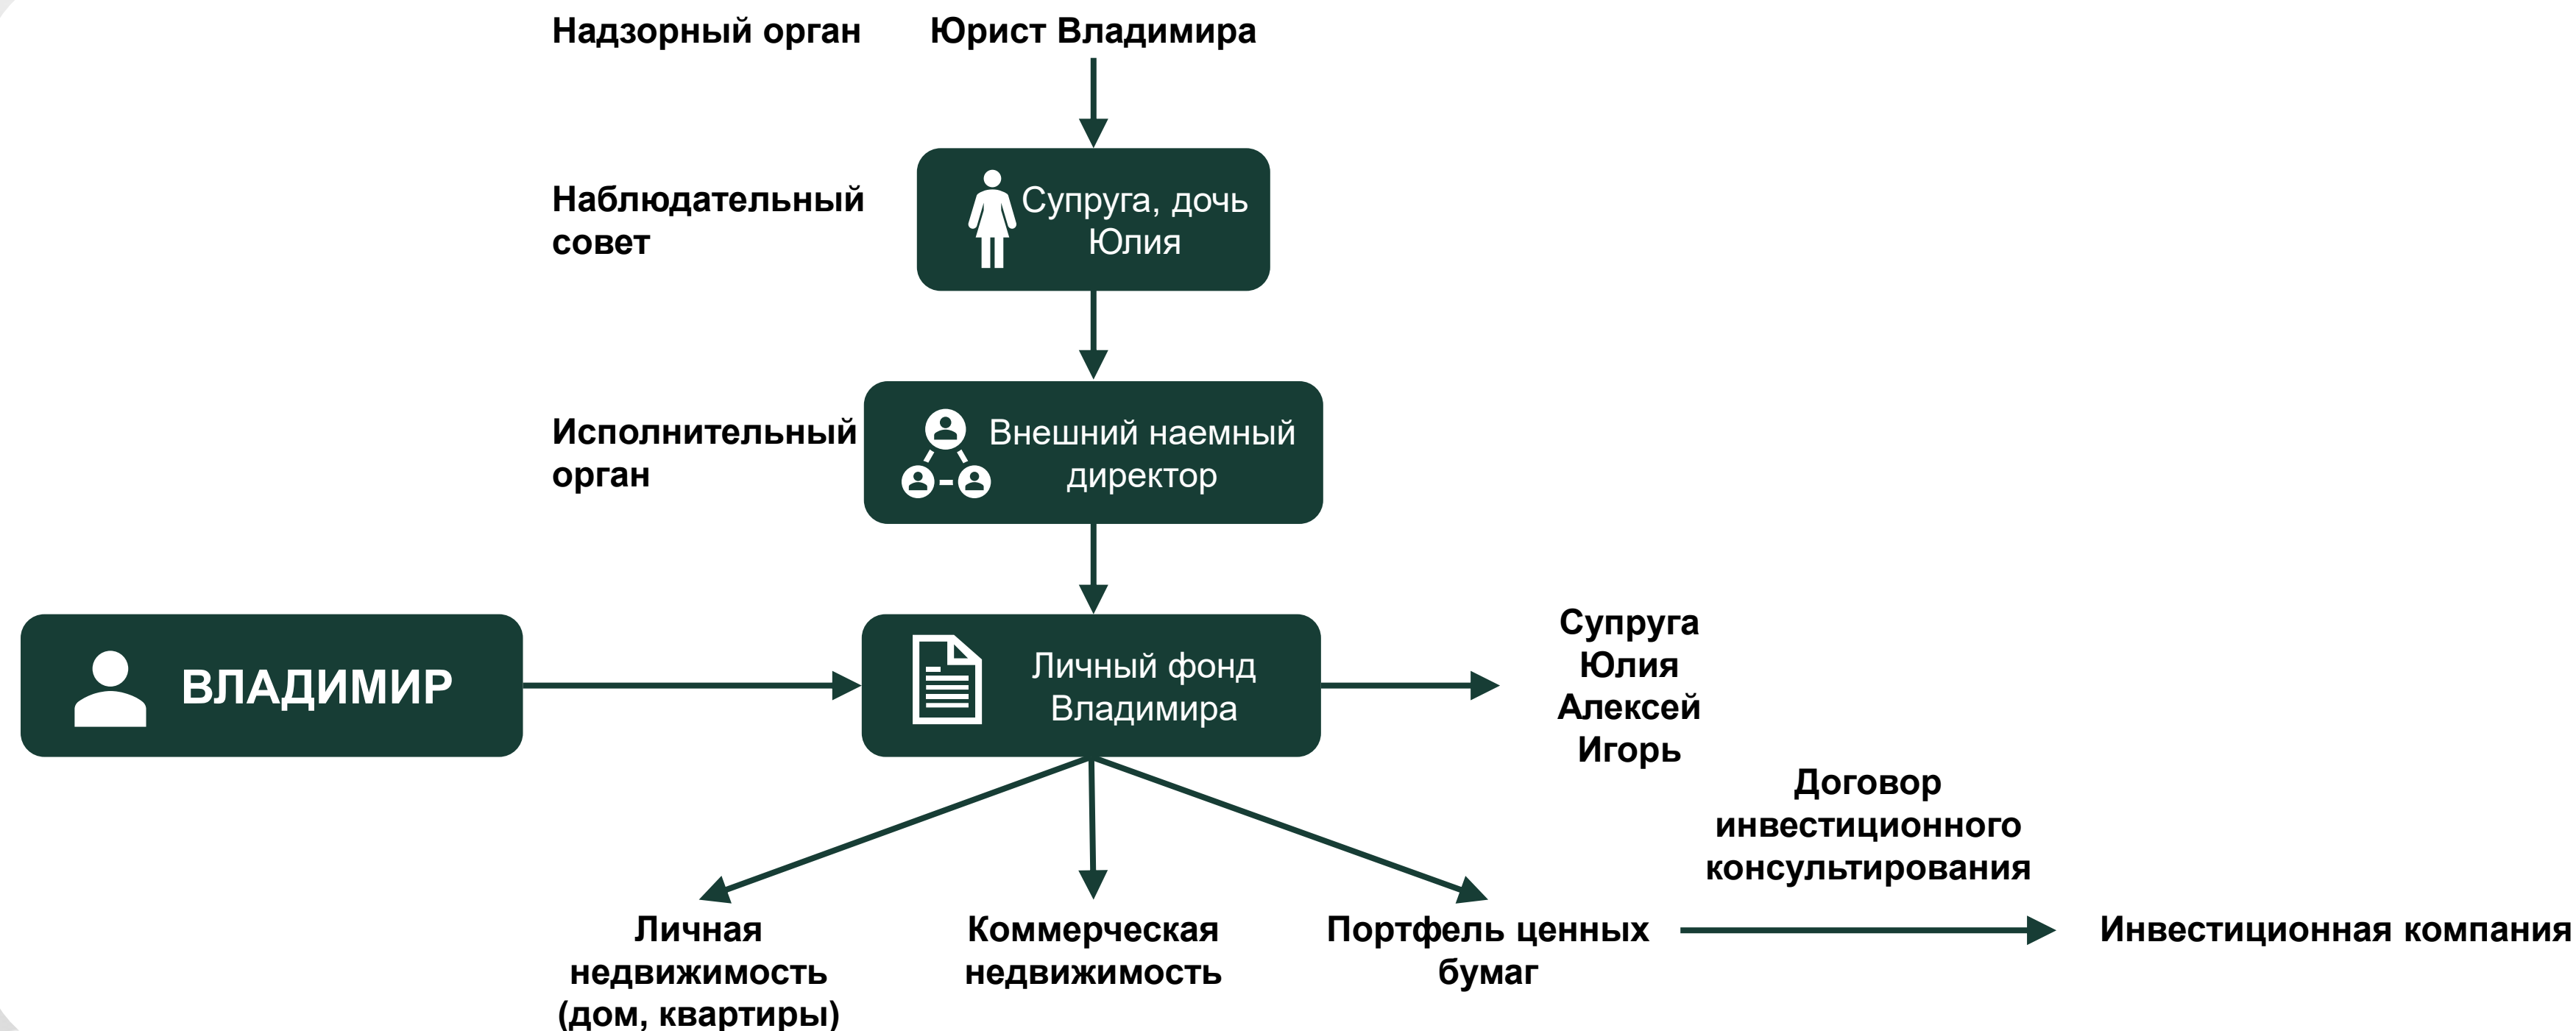 Надзорный орган
Юрист Владимира
Наблюдательный
совет
Супруга, дочь
Юлия
Исполнительный
орган
Внешний наемный
директор
ВЛАДИМИР
Личный фонд
Владимира
Супруга
Юлия
Алексей
Игорь
Договор
инвестиционного
консультирования
Личная
недвижимость
(дом, квартиры)
Коммерческая
недвижимость
Портфель ценных
бумаг
Инвестиционная компания